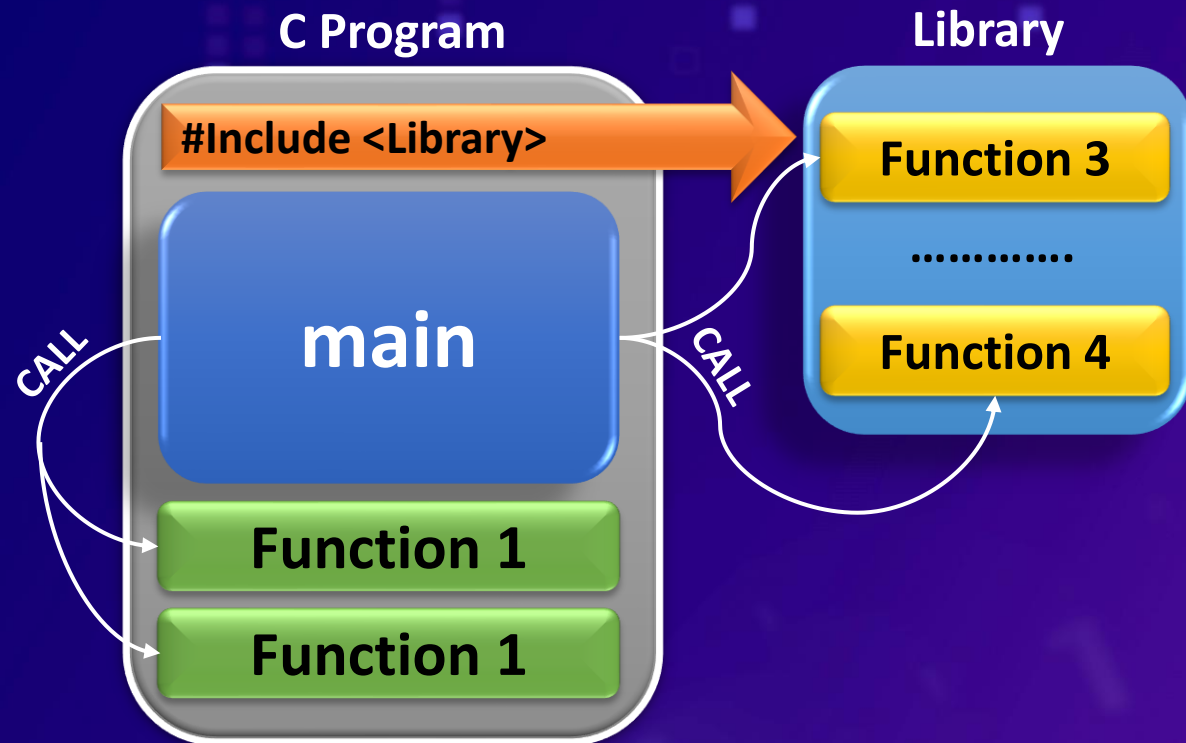 C Program
Library
#Include <Library>
Function 3
.............
main
CALL
CALL
Function 4
Function 1
Function 1